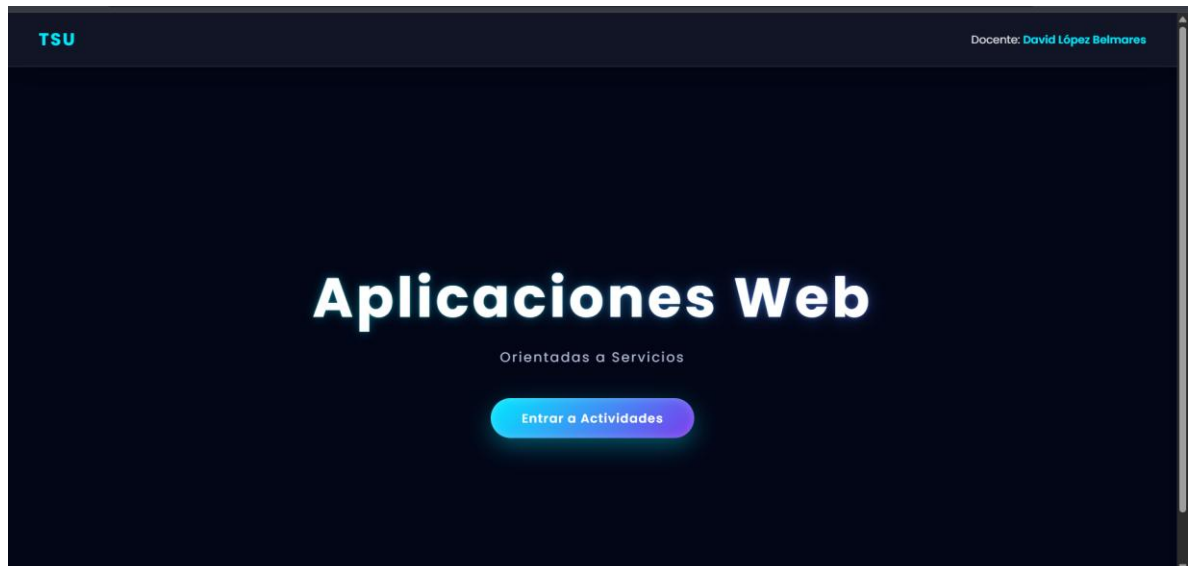 TSU
Docente: David López Belmares
Aplicaciones Web
Orientadas a Servicios
Entrar a Actividades